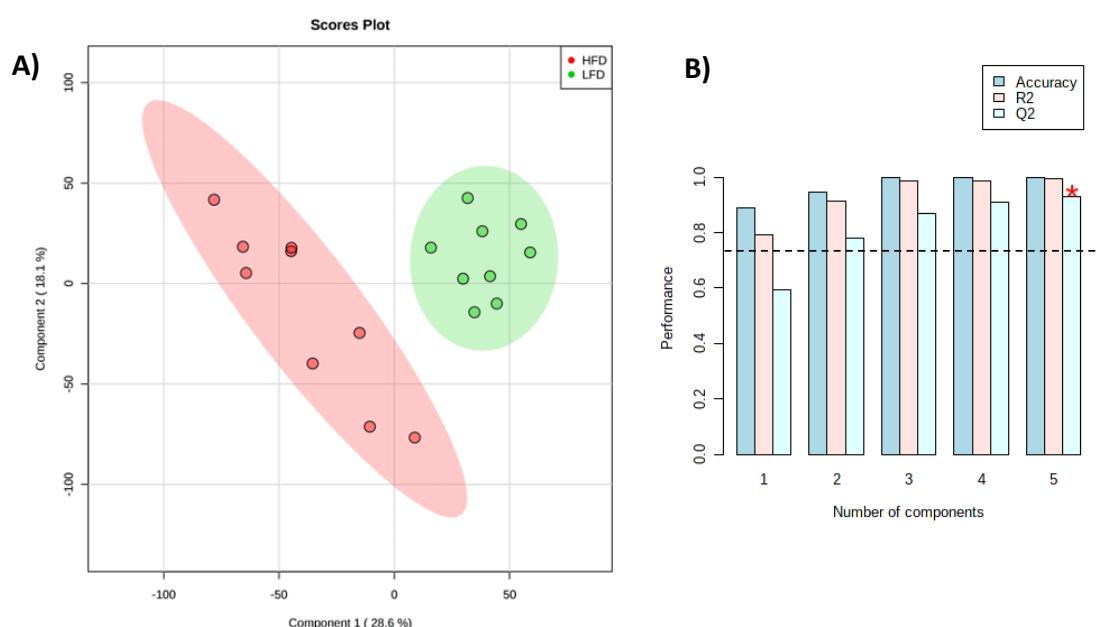 A)
Scores Plot
HFD
LFD
Component 2 ( 18.1 %)
100
50
0
-50
-100
-100
-50
0
50
Component 1 ( 28.6 %)
B)
Accuracy
R2
Q2
Performance
1.0
0.8
0.6
0.4
0.2
0.0
*
1
2
3
4
5
Number of components